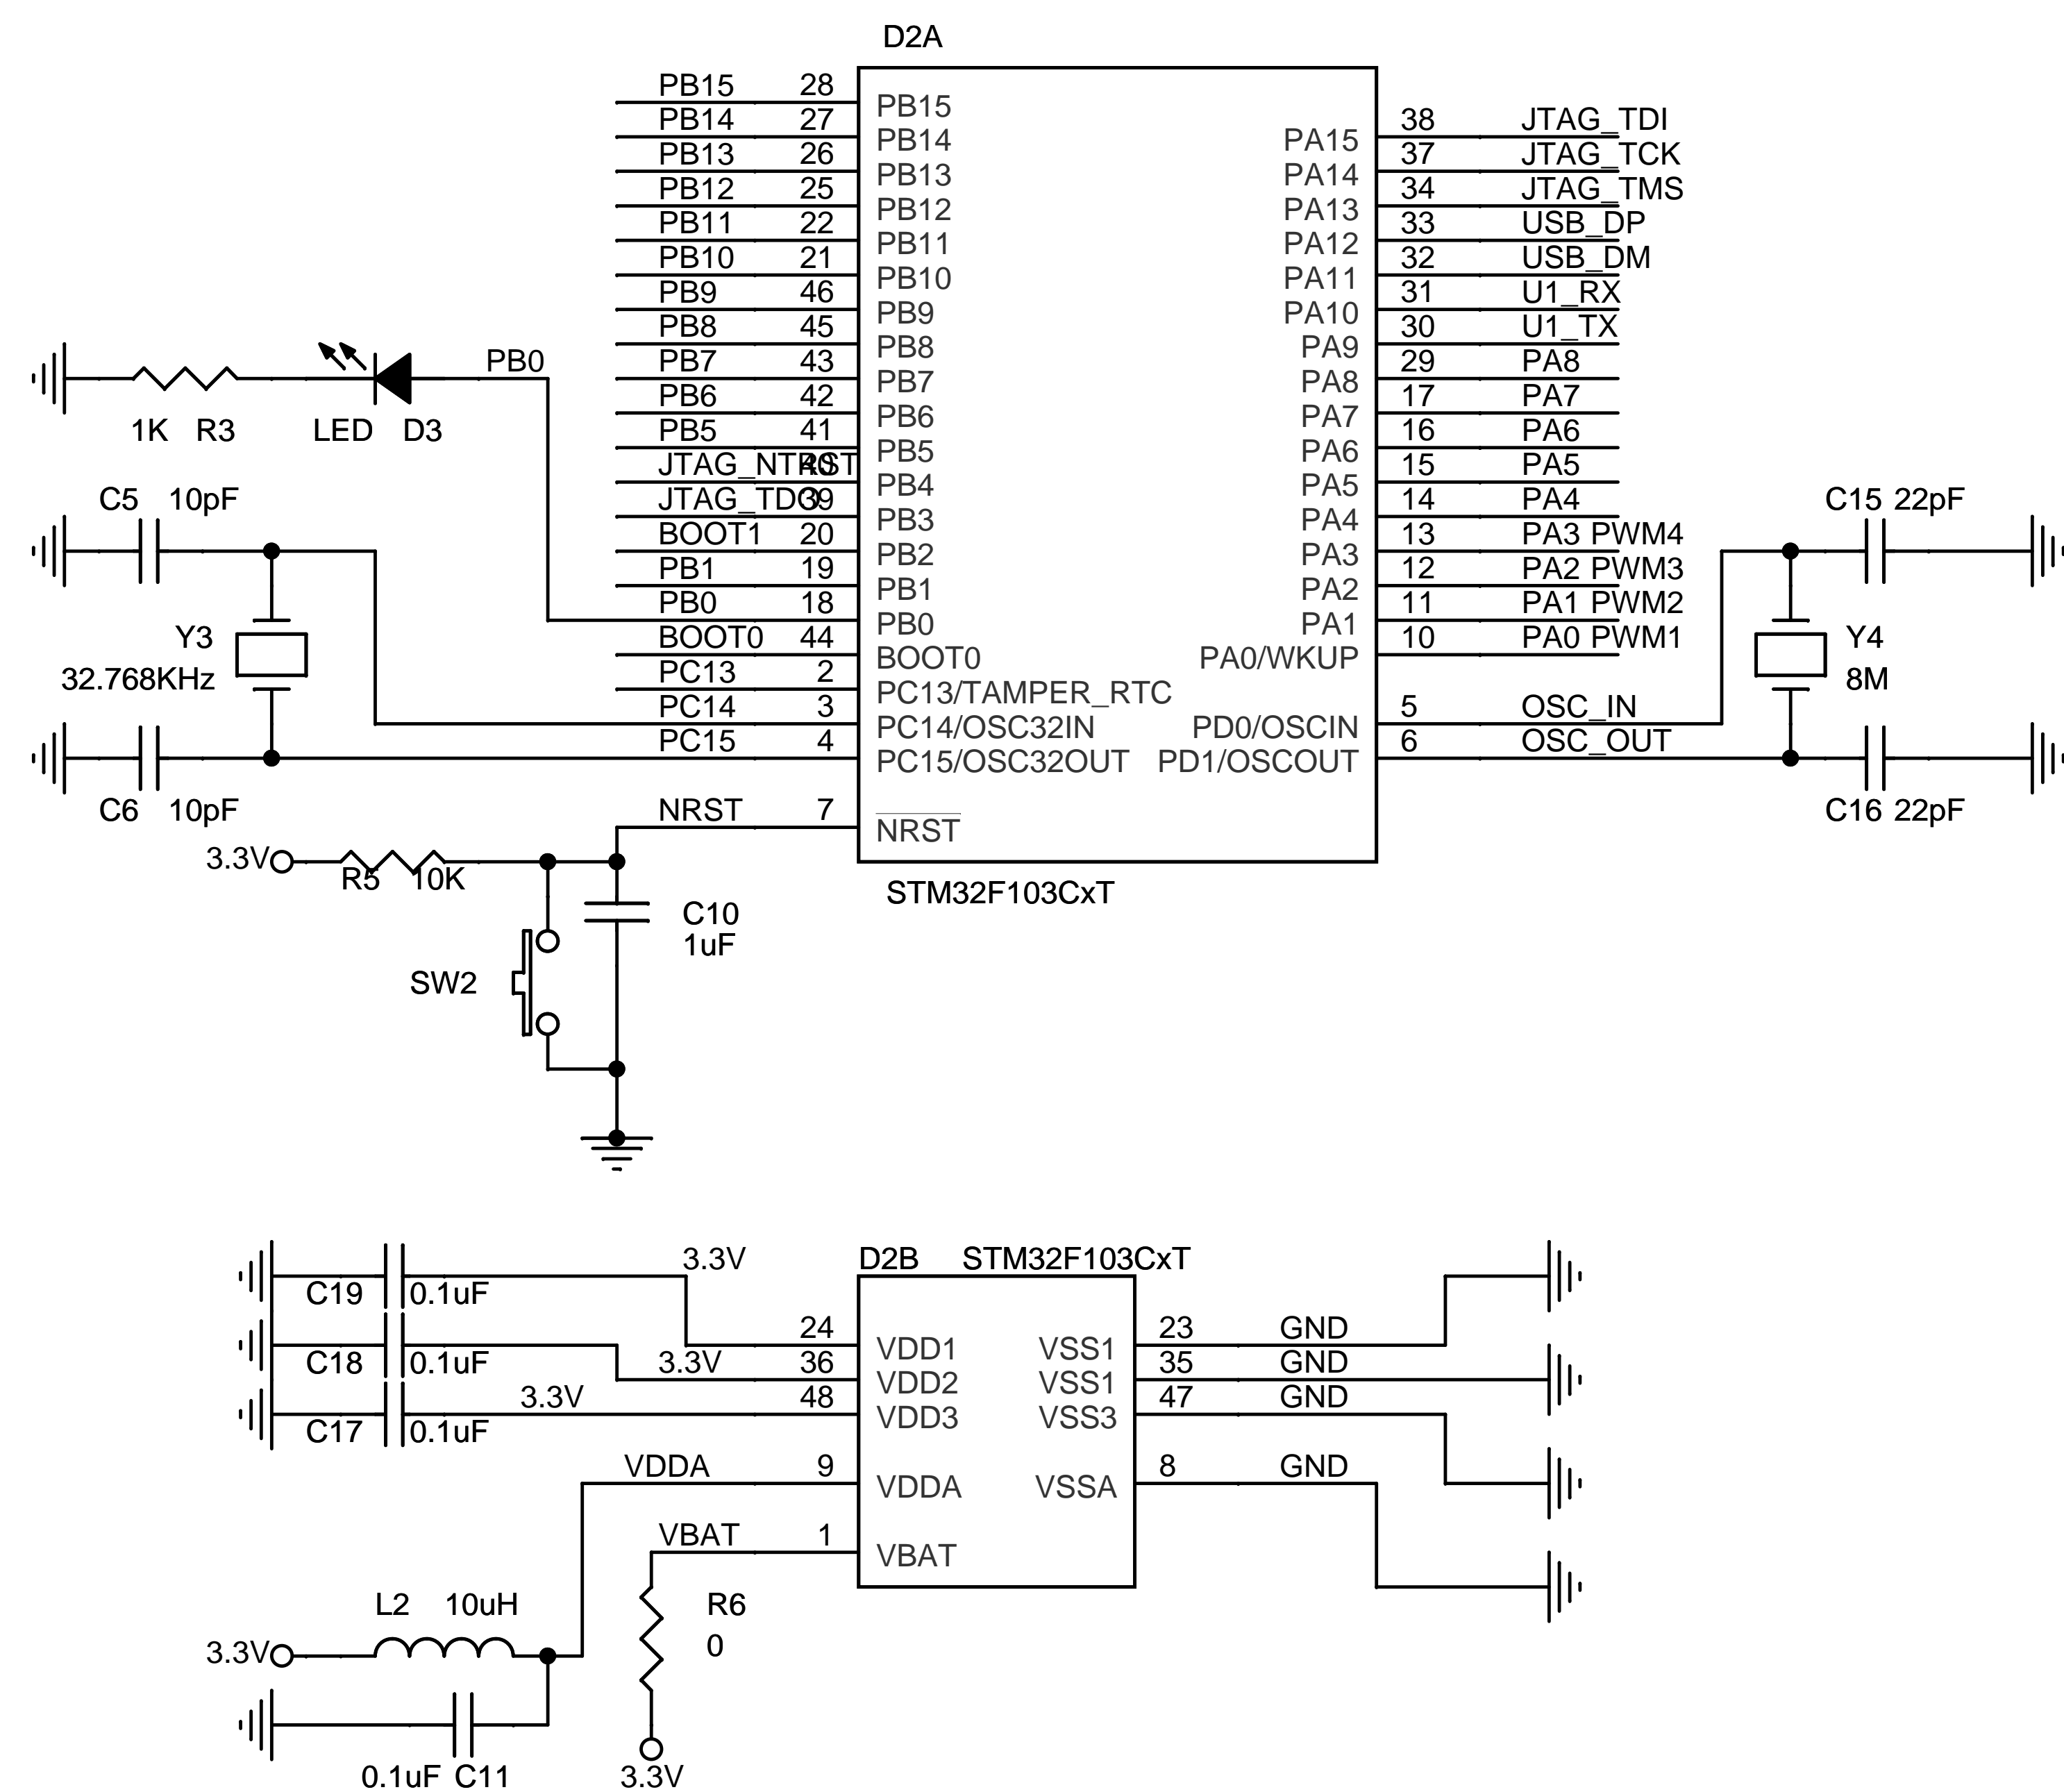 D2A
PB15 28 PB15
PB14 27 PB14 PA15 38 JTAG_TDI
PB13 26 PB13 PA14 37 JTAG_TCK
PB12 25 PB12 PA13 34 JTAG_TMS
PB11 22 PB11 PA12 33 USB_DP
PB10 21 PB10 PA11 32 USB_DM
PB9 46 PB9 PA10 31 U1_RX
PB8 45 PB8 PA9 30 U1_TX
PB0 PB7 43 PB7 PA8 29 PA8
PB6 42 PB6 PA7 17 PA7
1K R3 LED D3 PB5 41 PB5 PA6 16 PA6
JTAG_NTRST 40 PB4 PA5 15 PA5
C5 10pF JTAG_TDO 39 PB3 PA4 14 PA4 C15 22pF
BOOT1 20 PB2 PA3 13 PA3 PWM4
PB1 19 PB1 PA2 12 PA2 PWM3
PB0 18 PB0 PA1 11 PA1 PWM2
Y3 BOOT0 44 BOOT0 PA0/WKUP 10 PA0 PWM1 Y4
32.768KHz PC13 2 PC13/TAMPER_RTC 8M
PC14 3 PC14/OSC32IN PD0/OSCIN 5 OSC_IN
PC15 4 PC15/OSC32OUT PD1/OSCOUT 6 OSC_OUT
C6 10pF NRST 7 NRST C16 22pF
3.3V R5 10K
STM32F103CxT
C10
1uF
SW2
3.3V D2B STM32F103CxT
C19 0.1uF
24 VDD1 VSS1 23 GND
C18 0.1uF 3.3V 36 VDD2 VSS1 35 GND
3.3V 48 VDD3 VSS3 47 GND
C17 0.1uF
VDDA 9 VDDA VSSA 8 GND
VBAT 1 VBAT
L2 10uH R6
0
3.3V
0.1uF C11 3.3V